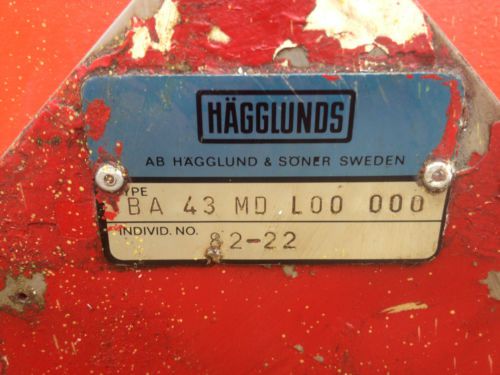 HÄGGLUNDS
AB HÄGGLUND & SÖNER SWEDEN
TYPE
BA 43 MD L00 000
INDIVID. NO. 82-22